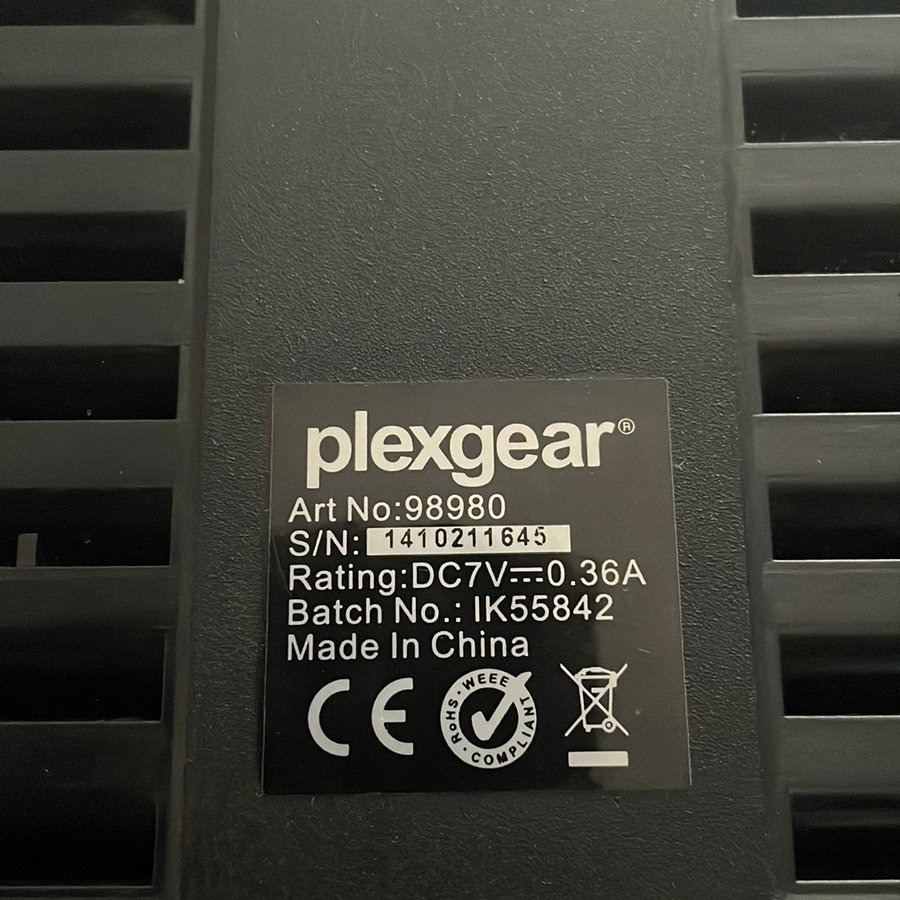 plexgear®
Art No:98980
S/N: 1410211645
Rating:DC7V⎓0.36A
Batch No.: IK55842
Made In China
CE
RoHS · WEEE · COMPLIANT